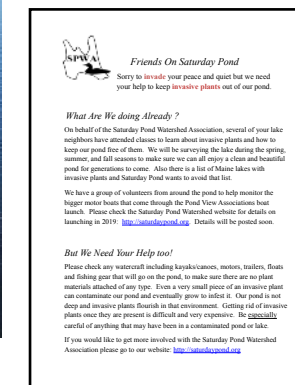 SPWA
Friends On Saturday Pond
Sorry to invade your peace and quiet but we need
your help to keep invasive plants out of our pond.
What Are We doing Already ?
On behalf of the Saturday Pond Watershed Association, several of your lake
neighbors have attended classes to learn about invasive plants and how to
keep our pond free of them. We will be surveying the lake during the spring,
summer, and fall seasons to make sure we can all enjoy a clean and beautiful
pond for generations to come. Also there is a list of Maine lakes with
invasive plants and Saturday Pond wants to avoid that list.
We have a group of volunteers from around the pond to help monitor the
bigger motor boats that come through the Pond View Associations boat
launch. Please check the Saturday Pond Watershed website for details on
launching in 2019: http://saturdaypond.org. Details will be posted soon.
But We Need Your Help too!
Please check any watercraft including kayaks/canoes, motors, trailers, floats
and fishing gear that will go on the pond, to make sure there are no plant
materials attached of any type. Even a very small piece of an invasive plant
can contaminate our pond and eventually grow to infest it. Our pond is not
deep and invasive plants flourish in that environment. Getting rid of invasive
plants once they are present is difficult and very expensive. Be especially
careful of anything that may have been in a contaminated pond or lake.
If you would like to get more involved with the Saturday Pond Watershed
Association please go to our website: http://saturdaypond.org